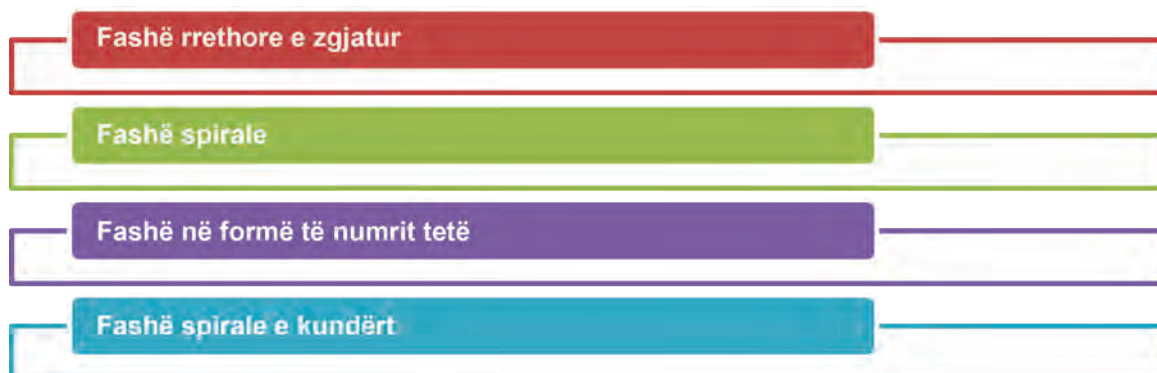 Fashë rrethore e zgjatur
Fashë spirale
Fashë në formë të numrit tetë
Fashë spirale e kundërt